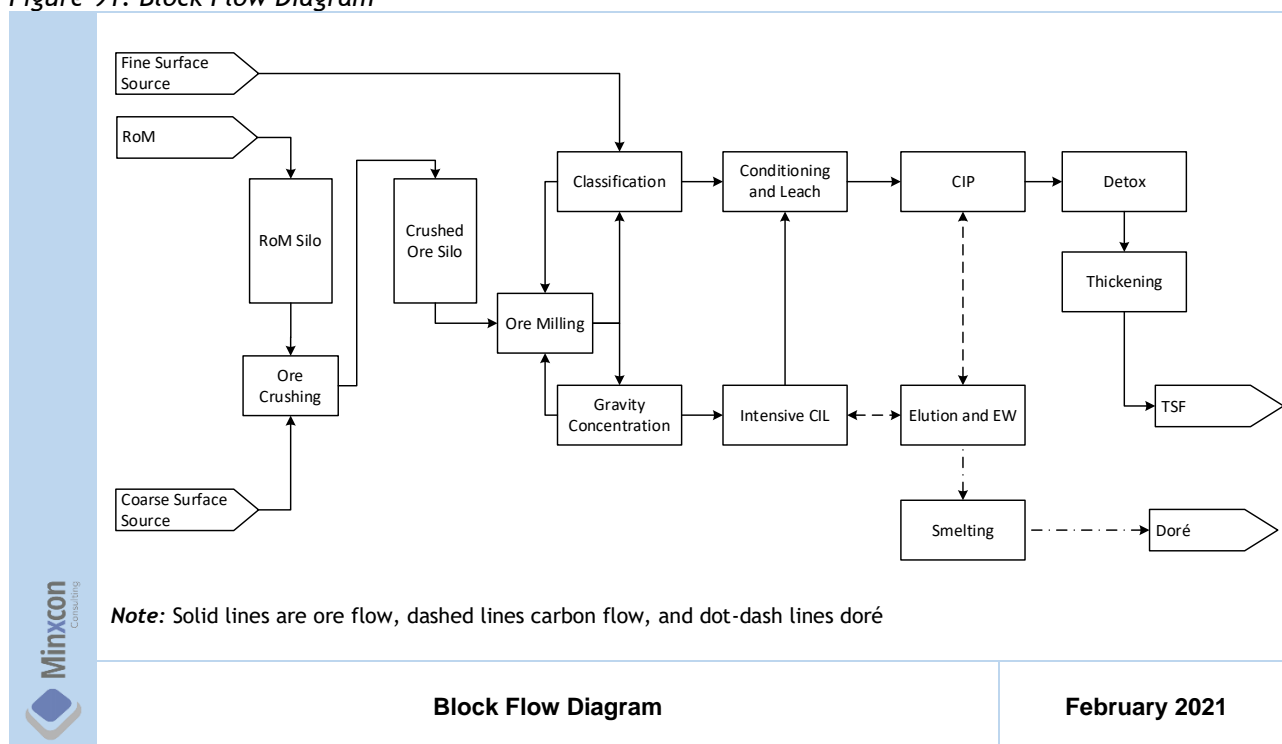 Figure 91: Block Flow Diagram
Fine Surface
Source
RoM
RoM Silo
Ore
Crushing
Coarse Surface
Source
Crushed
Ore Silo
Ore Milling
Classification
Gravity
Concentration
Conditioning
and Leach
Intensive CIL
CIP
Elution and EW
Smelting
Detox
Thickening
TSF
Doré
Note: Solid lines are ore flow, dashed lines carbon flow, and dot-dash lines doré
Minxcon
Consulting
Block Flow Diagram
February 2021